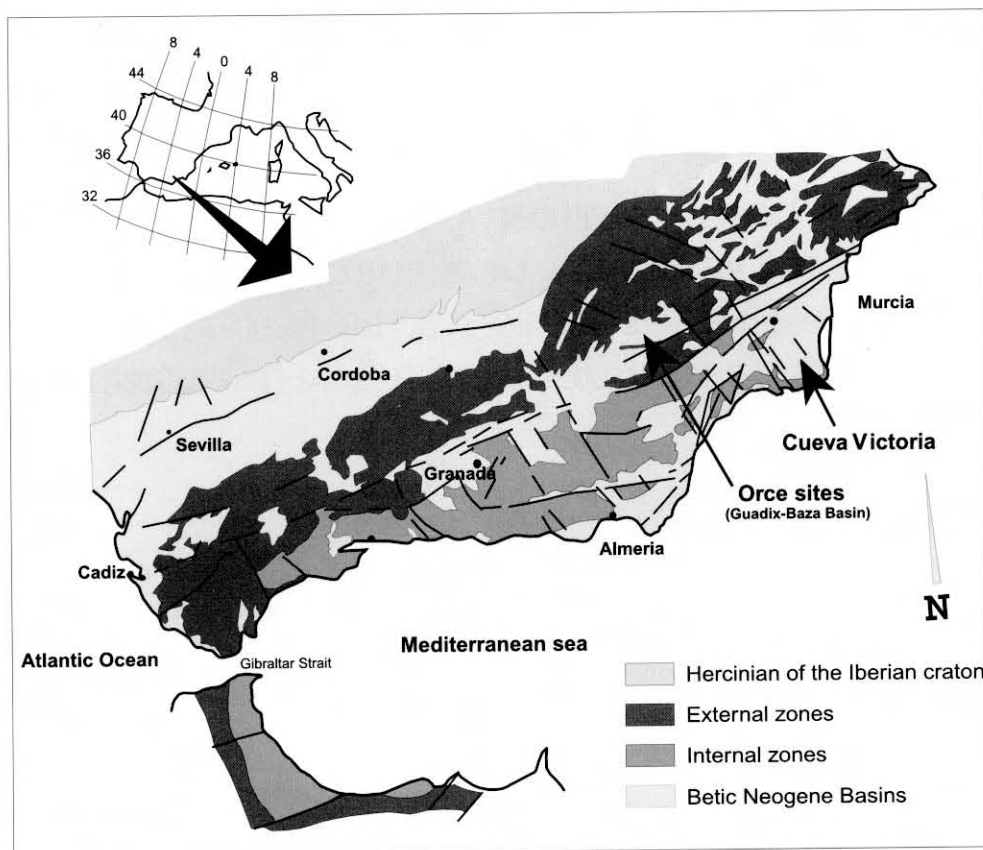 8
4
0
4
8
44
40
36
32
Murcia
Cordoba
Sevilla
Cueva Victoria
Granada
Orce sites
(Guadix-Baza Basin)
Almeria
Cadiz
N
Mediterranean sea
Atlantic Ocean
Gibraltar Strait
Hercinian of the Iberian craton
External zones
Internal zones
Betic Neogene Basins